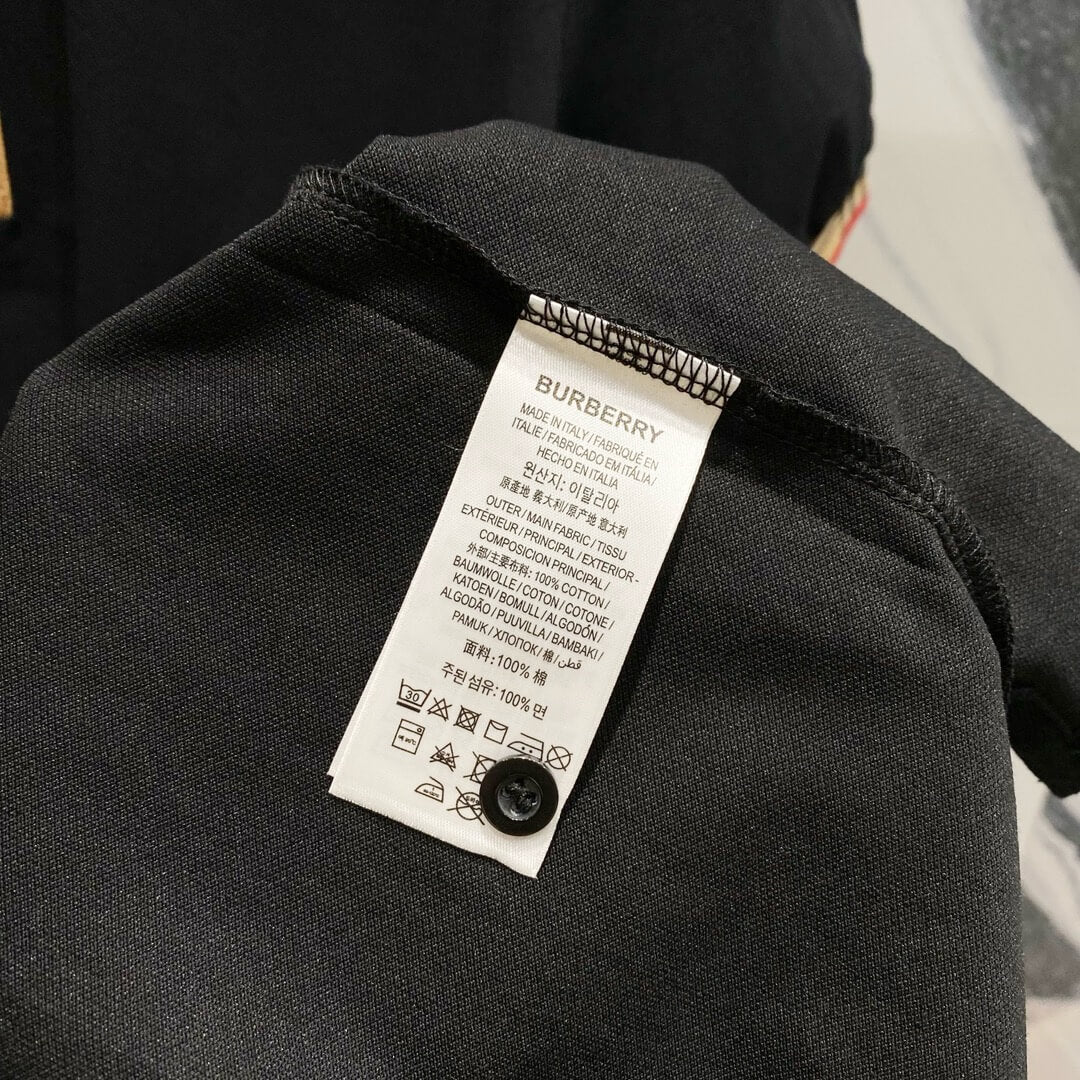 BURBERRY
MADE IN ITALY / FABRIQUÉ EN
ITALIE / FABRICADO EM ITÁLIA /
HECHO EN ITALIA
원산지: 이탈리아
原產地 義大利/原产地 意大利
OUTER / MAIN FABRIC / TISSU
EXTÉRIEUR / PRINCIPAL / EXTERIOR -
COMPOSICION PRINCIPAL /
外部/主要布料: 100% COTTON /
BAUMWOLLE / COTON / COTONE /
KATOEN / BOMULL / ALGODÓN /
ALGODÃO / PUUVILLA / BAMBAKI /
PAMUK / ХЛОПОК / 棉 / قطن
面料: 100% 棉
주된 섬유: 100% 면
30